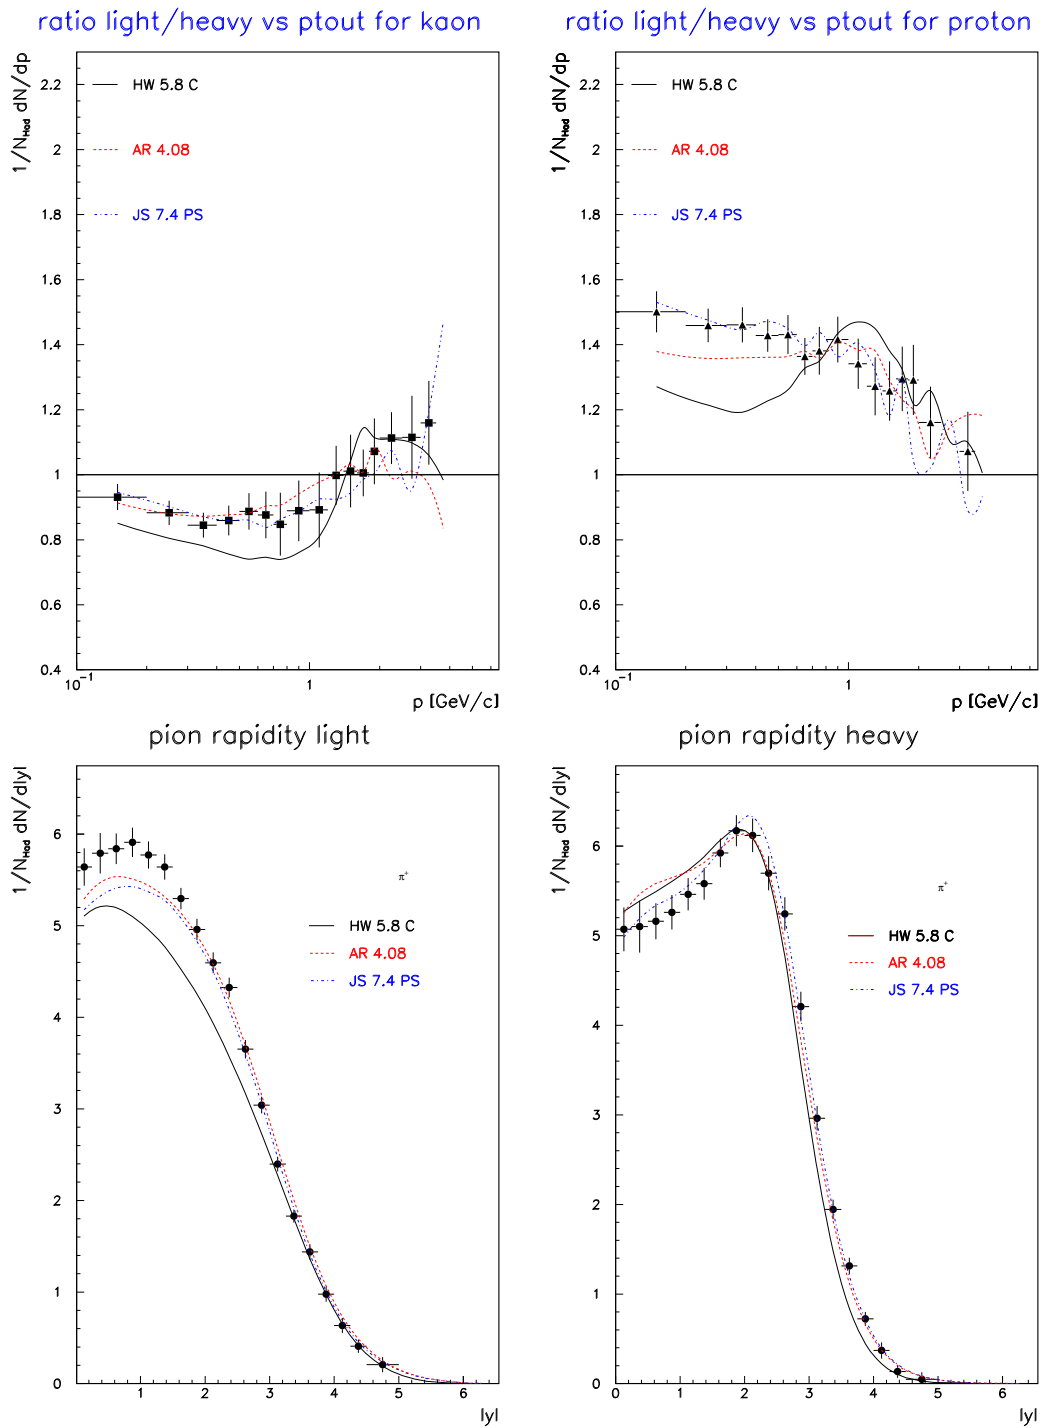 ratio light/heavy vs ptout for kaon
1/N_Had dN/dp
HW 5.8 C
AR 4.08
JS 7.4 PS
2.2
2
1.8
1.6
1.4
1.2
1
0.8
0.6
0.4
10⁻¹ 1
p [GeV/c]
ratio light/heavy vs ptout for proton
1/N_Had dN/dp
HW 5.8 C
AR 4.08
JS 7.4 PS
2.2
2
1.8
1.6
1.4
1.2
1
0.8
0.6
0.4
10⁻¹ 1
p [GeV/c]
pion rapidity light
1/N_Had dN/d|y|
π⁺
HW 5.8 C
AR 4.08
JS 7.4 PS
6
5
4
3
2
1
0
1 2 3 4 5 6
|y|
pion rapidity heavy
1/N_Had dN/d|y|
π⁺
HW 5.8 C
AR 4.08
JS 7.4 PS
6
5
4
3
2
1
0
0 1 2 3 4 5 6
|y|